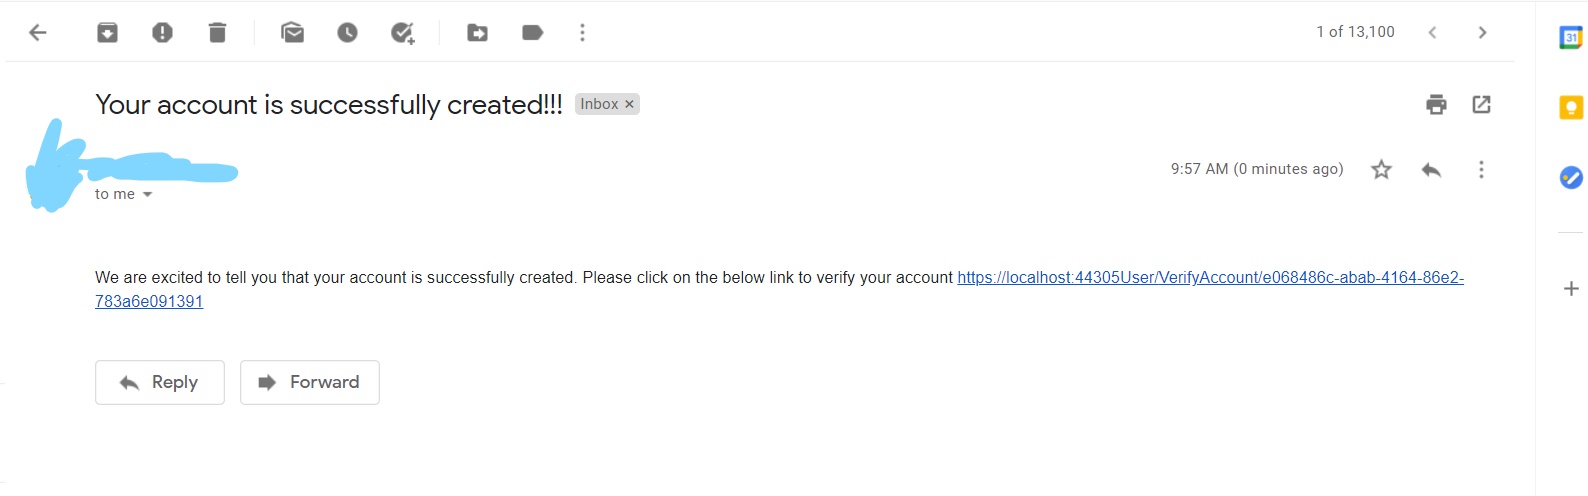 1 of 13,100
31
Your account is successfully created!!! Inbox ×
9:57 AM (0 minutes ago)
to me
We are excited to tell you that your account is successfully created. Please click on the below link to verify your account https://localhost:44305User/VerifyAccount/e068486c-abab-4164-86e2-
783a6e091391
Reply Forward